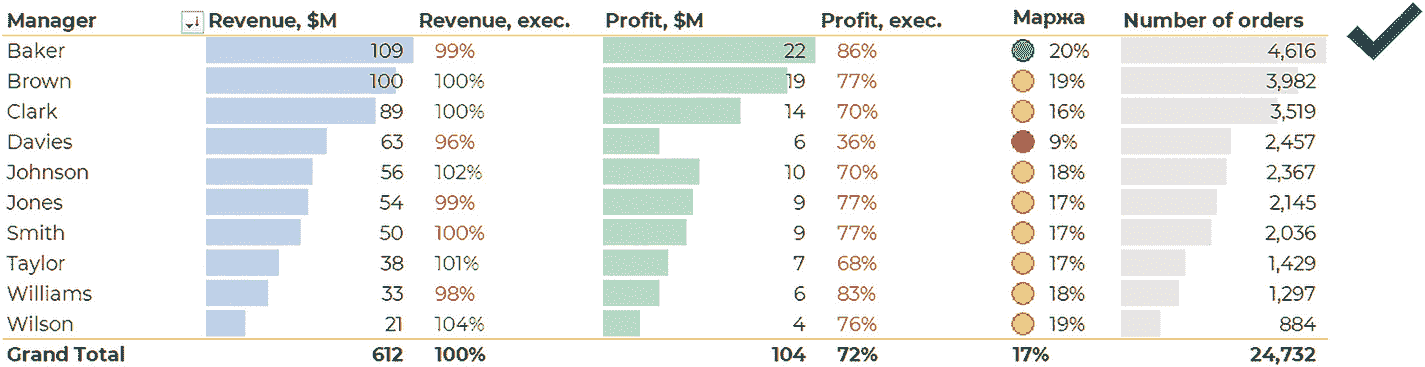 Manager Revenue, $M Revenue, exec. Profit, $M Profit, exec. Маржа Number of orders
Baker 109 99% 22 86% 20% 4,616
Brown 100 100% 19 77% 19% 3,982
Clark 89 100% 14 70% 16% 3,519
Davies 63 96% 6 36% 9% 2,457
Johnson 56 102% 10 70% 18% 2,367
Jones 54 99% 9 77% 17% 2,145
Smith 50 100% 9 77% 17% 2,036
Taylor 38 101% 7 68% 17% 1,429
Williams 33 98% 6 83% 18% 1,297
Wilson 21 104% 4 76% 19% 884
Grand Total 612 100% 104 72% 17% 24,732